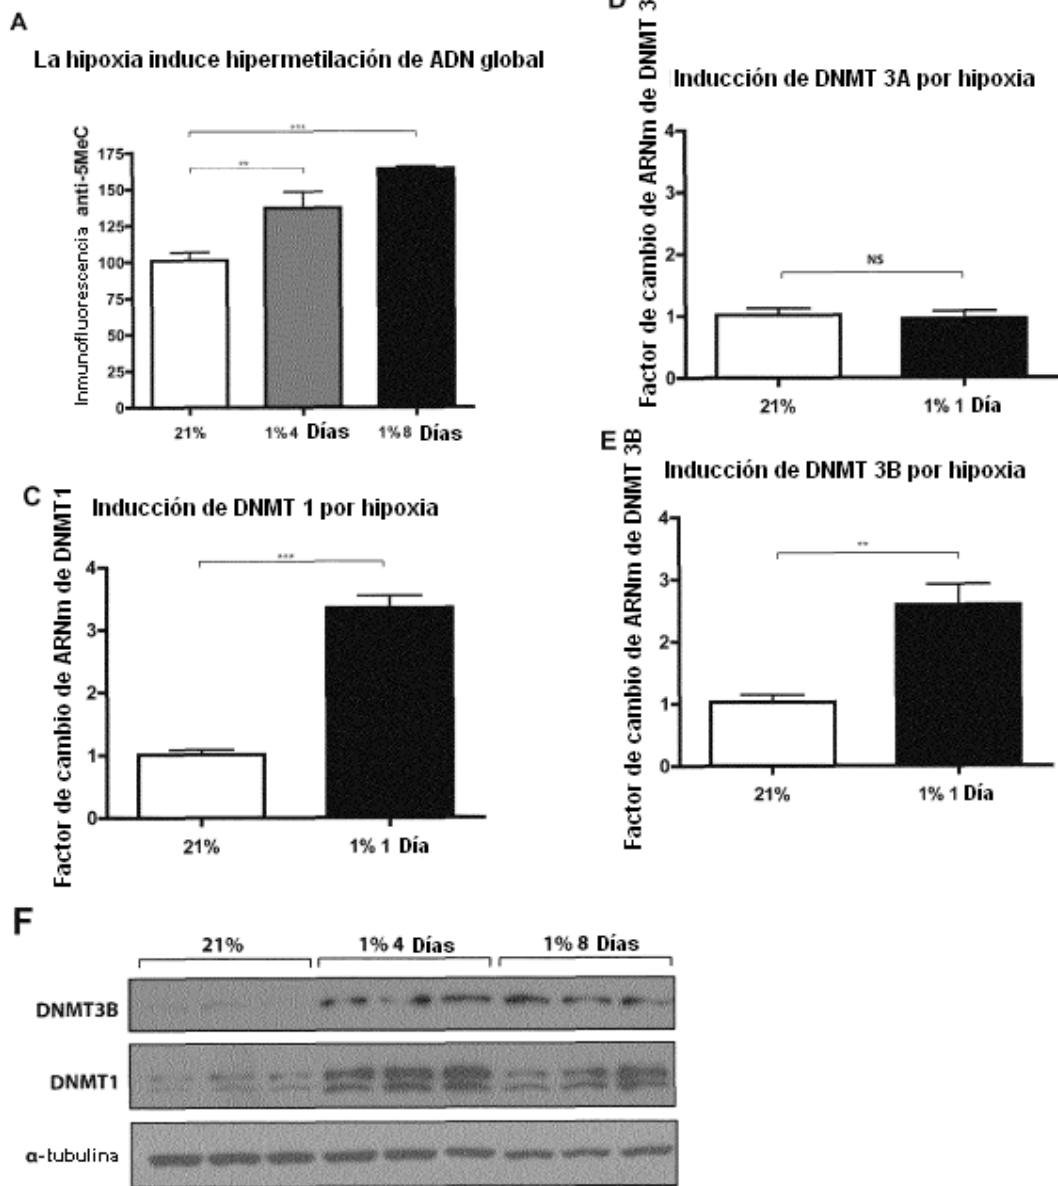 A
La hipoxia induce hipermetilación de ADN global
Inmunofluorescencia anti-5MeC
175
150
125
100
75
50
25
0
***
**
21%
1% 4 Días
1% 8 Días
D
Inducción de DNMT 3A por hipoxia
Factor de cambio de ARNm de DNMT 3
4
3
2
1
0
NS
21%
1% 1 Día
C
Inducción de DNMT 1 por hipoxia
Factor de cambio de ARNm de DNMT1
4
3
2
1
0
***
21%
1% 1 Día
E
Inducción de DNMT 3B por hipoxia
Factor de cambio de ARNm de DNMT 3B
4
3
2
1
0
**
21%
1% 1 Día
F
21%
1% 4 Días
1% 8 Días
DNMT3B
DNMT1
α-tubulina